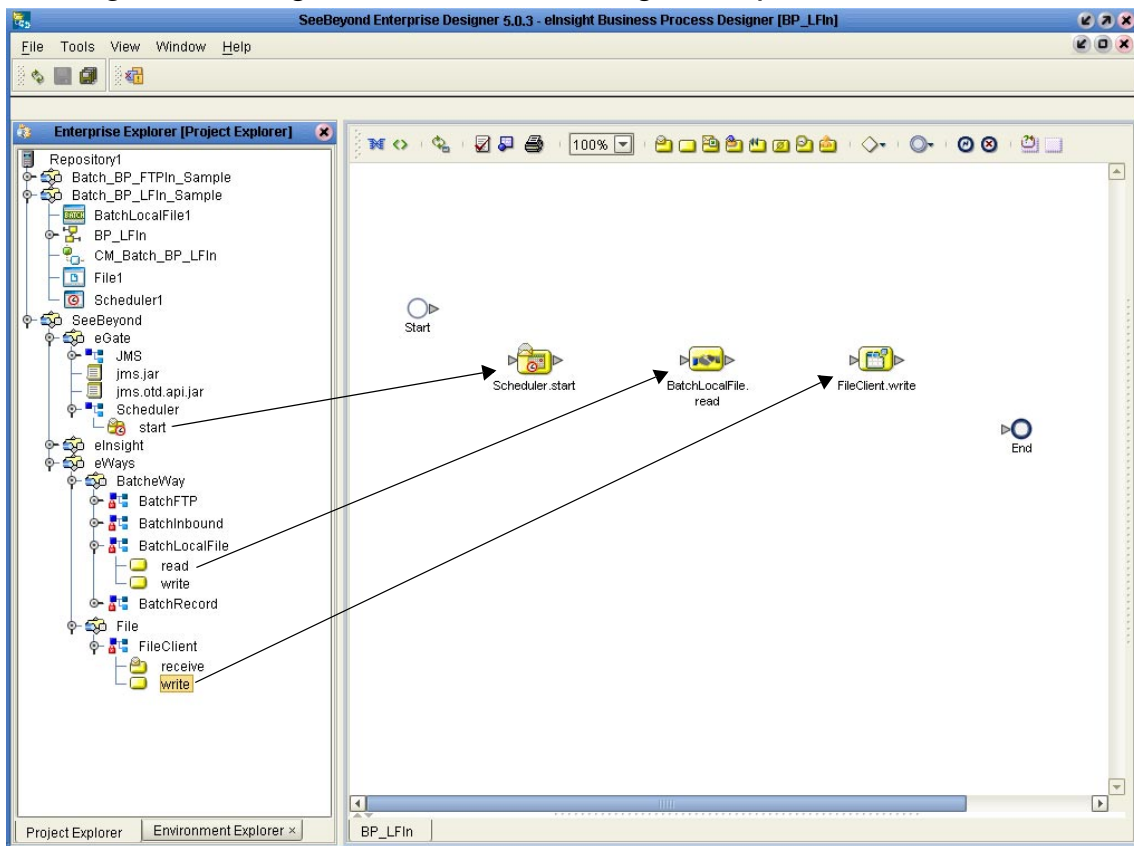 SeeBeyond Enterprise Designer 5.0.3 - eInsight Business Process Designer [BP_LFIn]
File Tools View Window Help
Enterprise Explorer [Project Explorer]
Repository1
Batch_BP_FTPIn_Sample
Batch_BP_LFIn_Sample
BatchLocalFile1
BP_LFIn
CM_Batch_BP_LFIn
File1
Scheduler1
SeeBeyond
eGate
JMS
jms.jar
jms.otd.api.jar
Scheduler
start
eInsight
eWays
BatcheWay
BatchFTP
BatchInbound
BatchLocalFile
read
write
BatchRecord
File
FileClient
receive
write
Project Explorer
Environment Explorer ×
100%
Start
Scheduler.start
BatchLocalFile.
read
FileClient.write
End
BP_LFIn